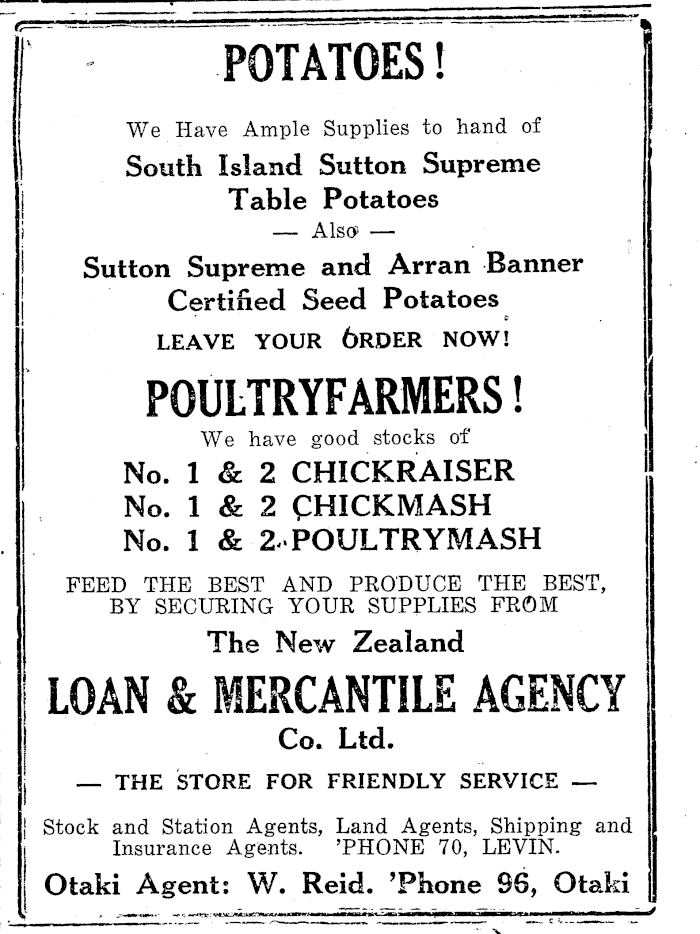 POTATOES!
We Have Ample Supplies to hand of
South Island Sutton Supreme
Table Potatoes
— Also —
Sutton Supreme and Arran Banner
Certified Seed Potatoes
LEAVE YOUR ORDER NOW!
POULTRYFARMERS!
We have good stocks of
No. 1 & 2 CHICKRAISER
No. 1 & 2 CHICKMASH
No. 1 & 2 POULTRYMASH
FEED THE BEST AND PRODUCE THE BEST,
BY SECURING YOUR SUPPLIES FROM
The New Zealand
LOAN & MERCANTILE AGENCY
Co. Ltd.
— THE STORE FOR FRIENDLY SERVICE —
Stock and Station Agents, Land Agents, Shipping and
Insurance Agents. 'PHONE 70, LEVIN.
Otaki Agent: W. Reid. 'Phone 96, Otaki